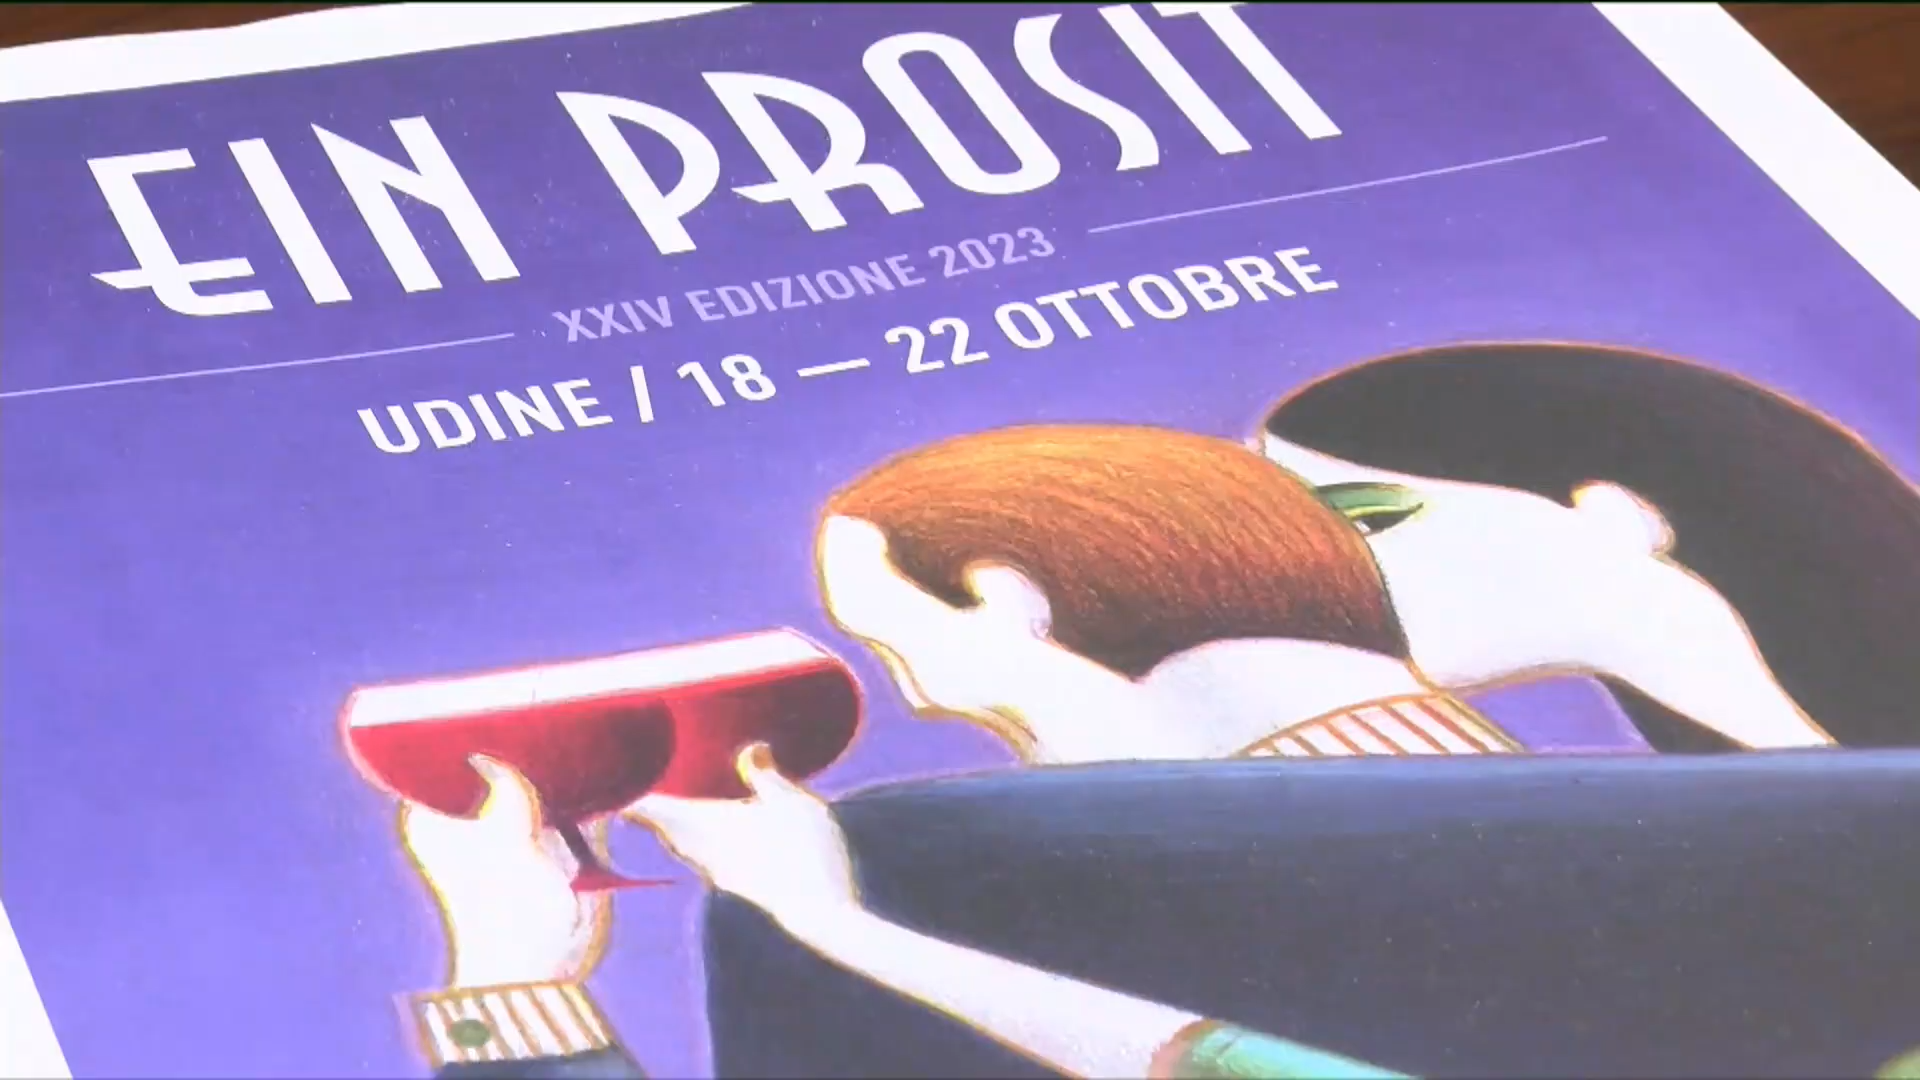 EIN PROSIT
XXIV EDIZIONE 2023
UDINE / 18 — 22 OTTOBRE